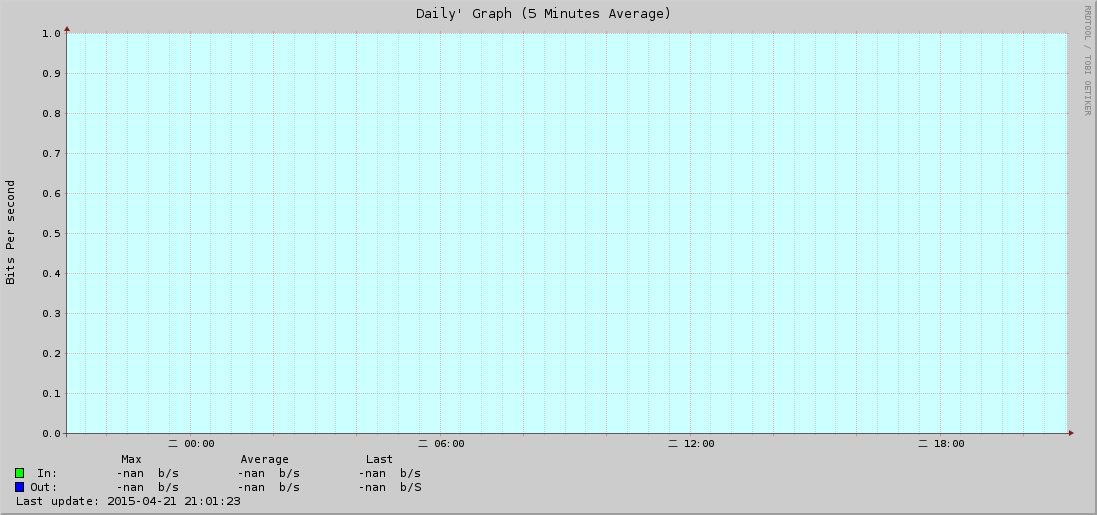 Daily' Graph (5 Minutes Average)
RRDTOOL / TOBI OETIKER
Bits Per second
1.0
0.9
0.8
0.7
0.6
0.5
0.4
0.3
0.2
0.1
0.0
二 00:00 二 06:00 二 12:00 二 18:00
Max Average Last
In: -nan b/s -nan b/s -nan b/s
Out: -nan b/s -nan b/s -nan b/S
Last update: 2015-04-21 21:01:23